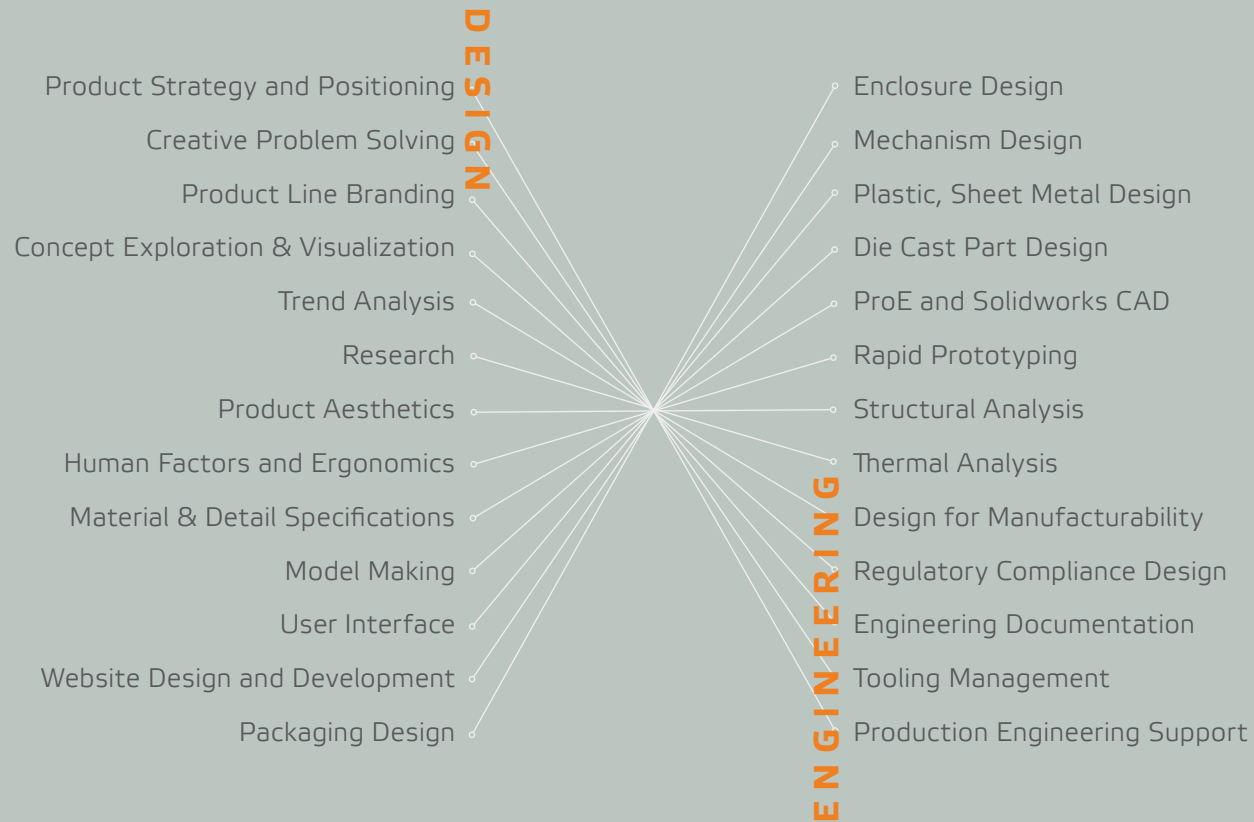 DESIGN
Product Strategy and Positioning
Creative Problem Solving
Product Line Branding
Concept Exploration & Visualization
Trend Analysis
Research
Product Aesthetics
Human Factors and Ergonomics
Material & Detail Specifications
Model Making
User Interface
Website Design and Development
Packaging Design
ENGINEERING
Enclosure Design
Mechanism Design
Plastic, Sheet Metal Design
Die Cast Part Design
ProE and Solidworks CAD
Rapid Prototyping
Structural Analysis
Thermal Analysis
Design for Manufacturability
Regulatory Compliance Design
Engineering Documentation
Tooling Management
Production Engineering Support